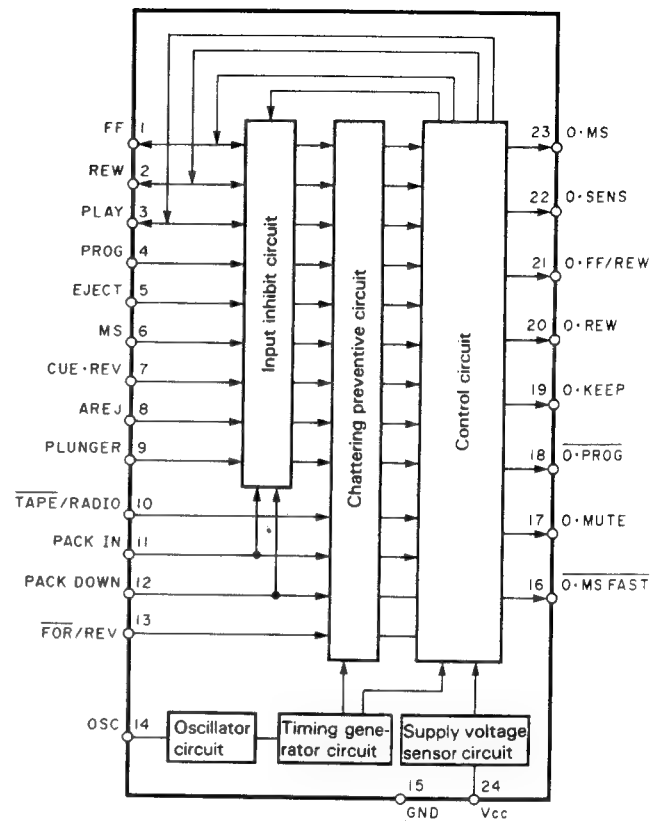 FF 1
REW 2
PLAY 3
PROG 4
EJECT 5
MS 6
CUE·REV 7
AREJ 8
PLUNGER 9
TAPE/RADIO 10
PACK IN 11
PACK DOWN 12
FOR/REV 13
OSC 14
Input inhibit circuit
Chattering preventive circuit
Control circuit
23 O·MS
22 O·SENS
21 O·FF/REW
20 O·REW
19 O·KEEP
18 O·PROG
17 O·MUTE
16 O·MS FAST
Oscillator
circuit
Timing gene-
rator circuit
Supply voltage
sensor circuit
15
GND
24
Vcc